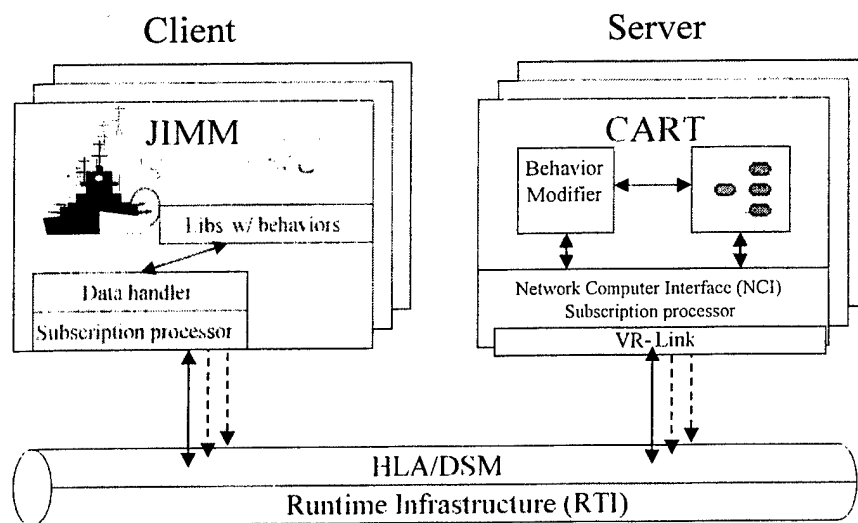 Client
Server
JIMM
CART
Libs w/ behaviors
Behavior
Modifier
Data handler
Subscription processor
Network Computer Interface (NCI)
Subscription processor
VR-Link
HLA/DSM
Runtime Infrastructure (RTI)